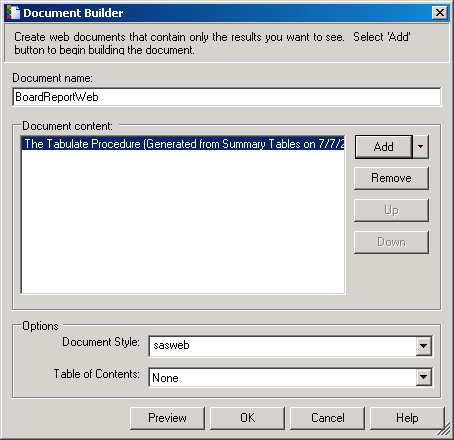 Document Builder
Create web documents that contain only the results you want to see. Select 'Add'
button to begin building the document.
Document name:
BoardReportWeb
Document content:
The Tabulate Procedure (Generated from Summary Tables on 7/7/2
Add
Remove
Up
Down
Options
Document Style: sasweb
Table of Contents: None
Preview OK Cancel Help